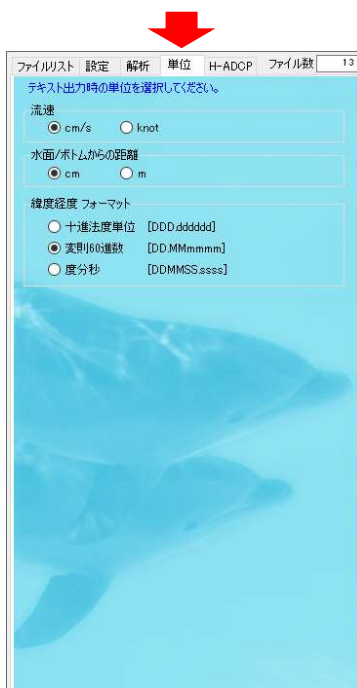 ファイルリスト 設定 解析 単位 H-ADCP ファイル数 13
テキスト出力時の単位を選択してください。
流速
cm/s knot
水面/ボトムからの距離
cm m
緯度経度 フォーマット
十進法度単位 [DDD.dddddd]
変則60進数 [DD.MMmmmm]
度分秒 [DDMMSS.ssss]